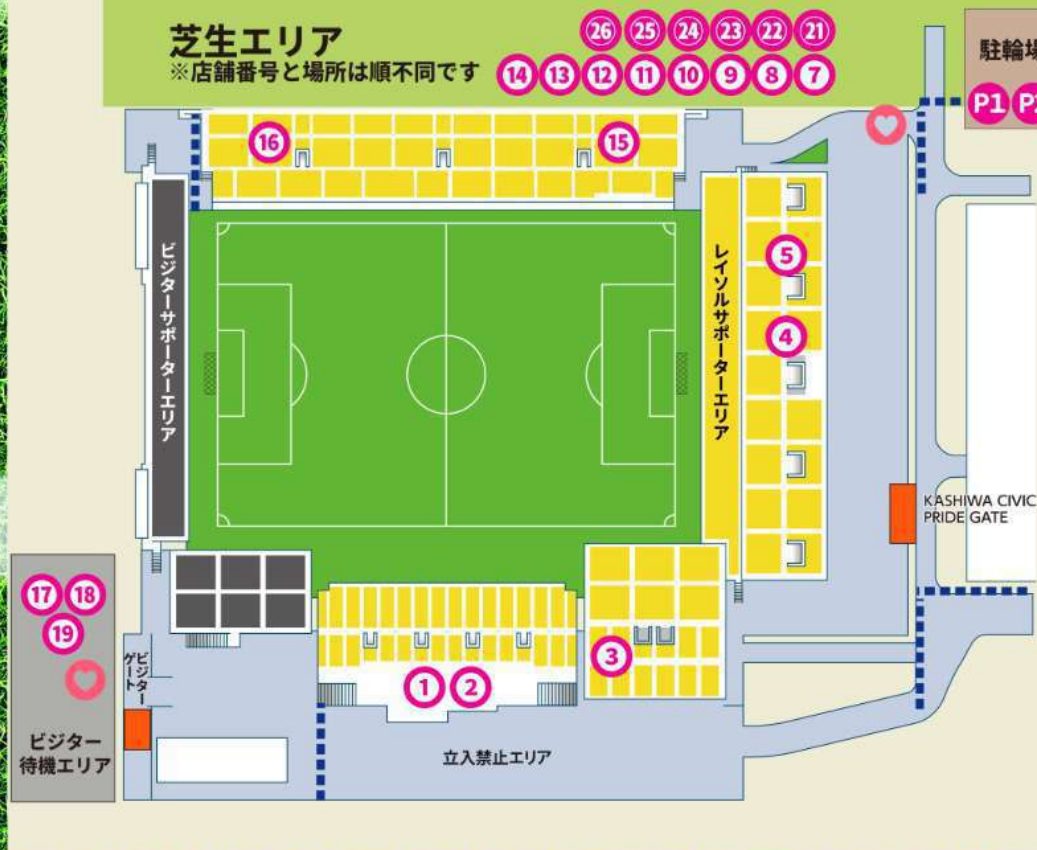 芝生エリア
※店舗番号と場所は順不同です
26 25 24 23 22 21
14 13 12 11 10 9 8 7
駐輪場
P1
16
15
ビジターサポーターエリア
レイソルサポーターエリア
5
4
KASHIWA CIVIC
PRIDE GATE
17 18
19
ビジター
ゲート
3
1 2
ビジター
待機エリア
立入禁止エリア